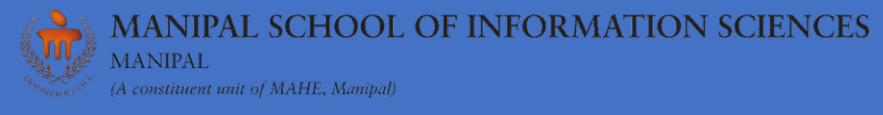 MANIPAL SCHOOL OF INFORMATION SCIENCES
MANIPAL
(A constituent unit of MAHE, Manipal)